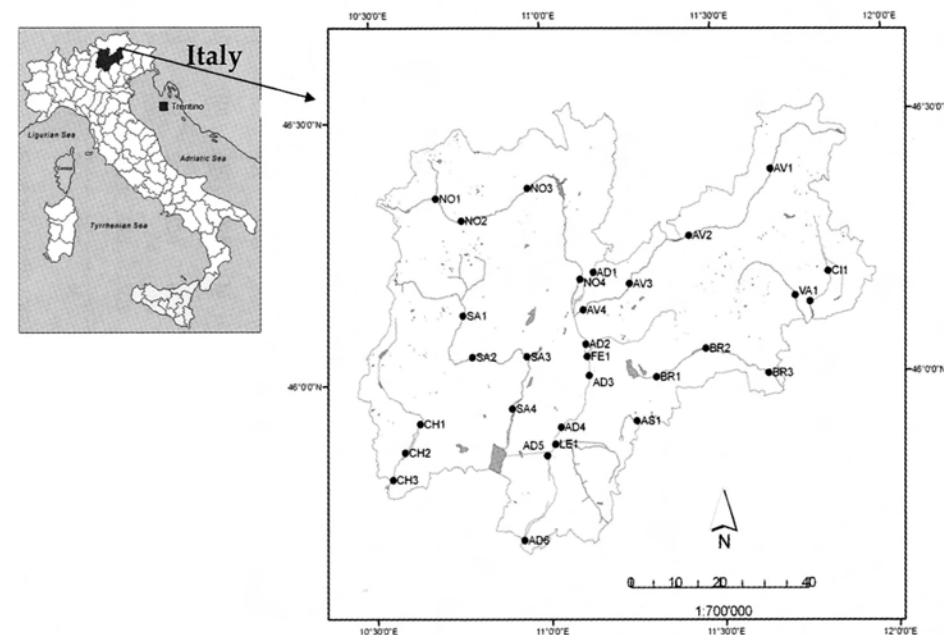 Italy
Trentino
Ligurian Sea
Adriatic Sea
Tyrrhenian Sea
10°30'0"E 11°0'0"E 11°30'0"E 12°0'0"E
46°30'0"N 46°30'0"N
AV1
NO1 NO3
NO2
AV2
AD1 CI1
NO4 AV3
VA1
AV4
SA1
AD2 BR2
SA2 SA3 FE1
46°0'0"N 46°0'0"N
AD3 BR1 BR3
SA4
CH1 AD4 AS1
AD5 LE1
CH2
CH3
AD6
N
0 10 20 40
1:700'000
10°30'0"E 11°0'0"E 11°30'0"E 12°0'0"E